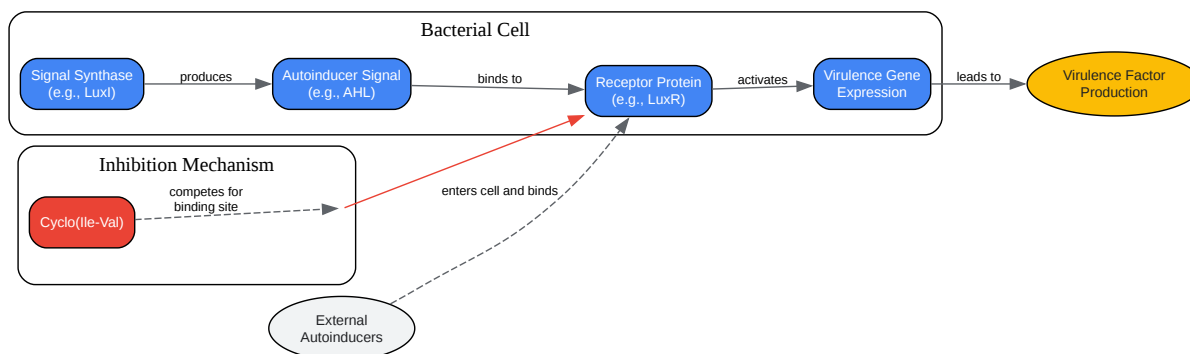 Bacterial Cell
Signal Synthase
(e.g., LuxI)
produces
Autoinducer Signal
(e.g., AHL)
binds to
Receptor Protein
(e.g., LuxR)
activates
Virulence Gene
Expression
leads to
Virulence Factor
Production
Inhibition Mechanism
Cyclo(Ile-Val)
competes for
binding site
enters cell and binds
External
Autoinducers